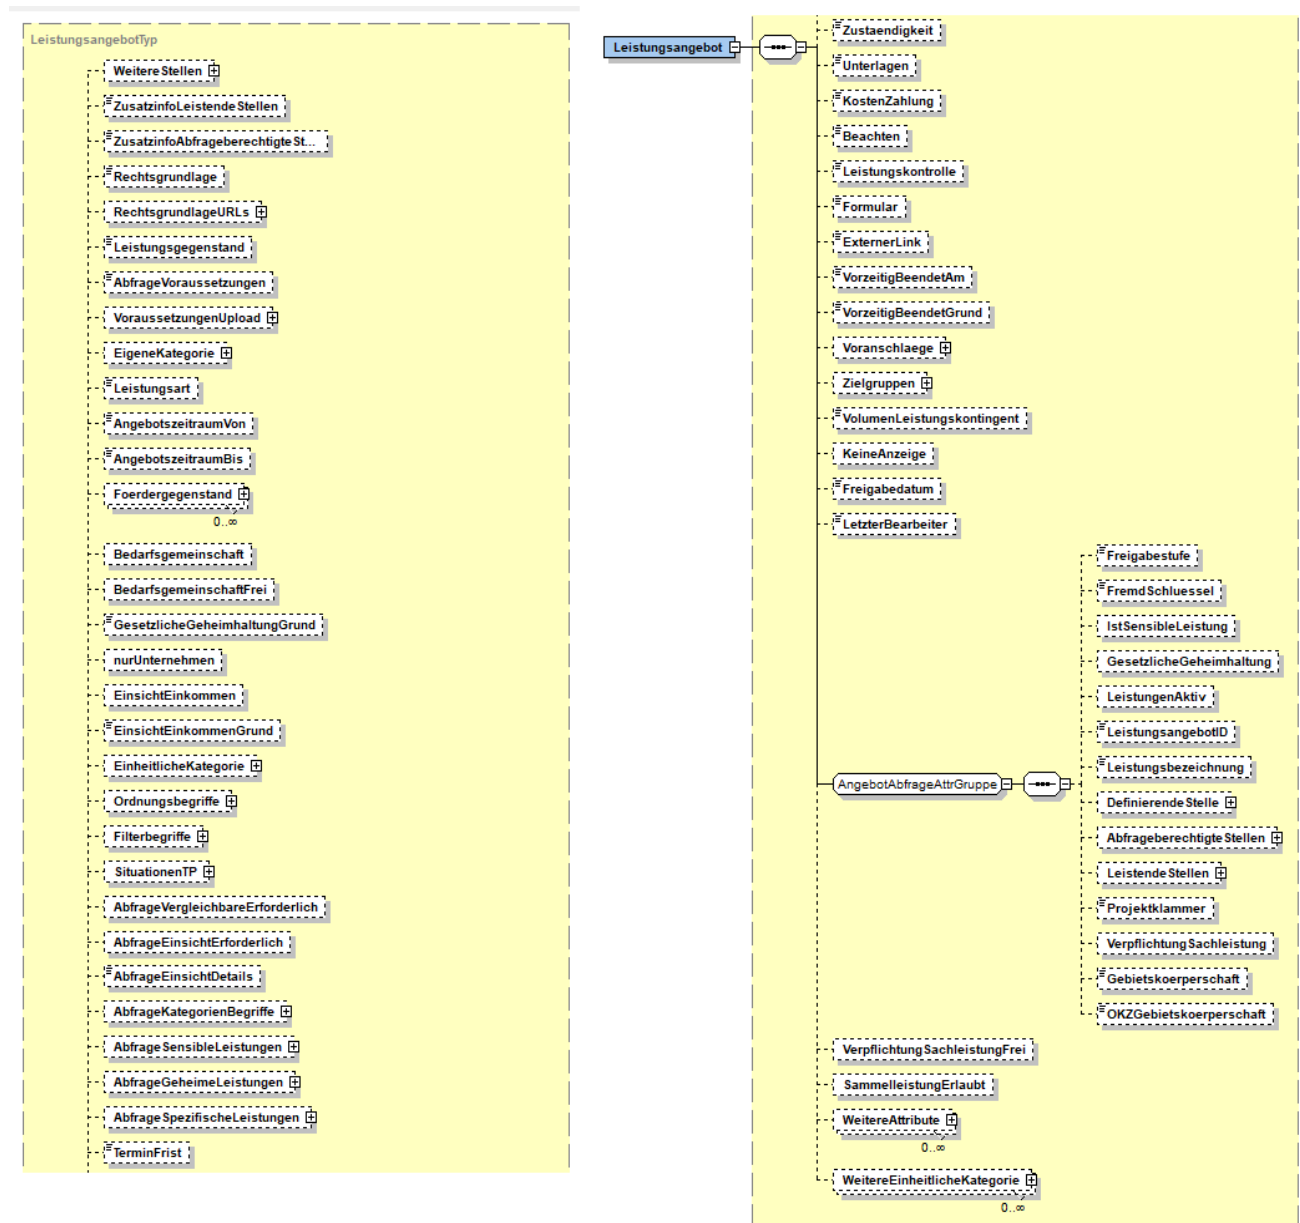 LeistungsangebotTyp
WeitereStellen
ZusatzinfoLeistendeStellen
ZusatzinfoAbfrageberechtigteSt...
Rechtsgrundlage
RechtsgrundlageURLs
Leistungsgegenstand
AbfrageVoraussetzungen
VoraussetzungenUpload
EigeneKategorie
Leistungsart
AngebotszeitraumVon
AngebotszeitraumBis
Foerdergegenstand
0..∞
Bedarfsgemeinschaft
BedarfsgemeinschaftFrei
GesetzlicheGeheimhaltungGrund
nurUnternehmen
EinsichtEinkommen
EinsichtEinkommenGrund
EinheitlicheKategorie
Ordnungsbegriffe
Filterbegriffe
SituationenTP
AbfrageVergleichbareErforderlich
AbfrageEinsichtErforderlich
AbfrageEinsichtDetails
AbfrageKategorienBegriffe
AbfrageSensibleLeistungen
AbfrageGeheimeLeistungen
AbfrageSpezifischeLeistungen
TerminFrist
Leistungsangebot
Zustaendigkeit
Unterlagen
KostenZahlung
Beachten
Leistungskontrolle
Formular
ExternerLink
VorzeitigBeendetAm
VorzeitigBeendetGrund
Voranschlaege
Zielgruppen
VolumenLeistungskontingent
KeineAnzeige
Freigabedatum
LetzterBearbeiter
AngebotAbfrageAttrGruppe
Freigabestufe
FremdSchluessel
IstSensibleLeistung
GesetzlicheGeheimhaltung
LeistungenAktiv
LeistungsangebotID
Leistungsbezeichnung
DefinierendeStelle
AbfrageberechtigteStellen
LeistendeStellen
Projektklammer
VerpflichtungSachleistung
Gebietskoerperschaft
OKZGebietskoerperschaft
VerpflichtungSachleistungFrei
SammelleistungErlaubt
WeitereAttribute
0..∞
WeitereEinheitlicheKategorie
0..∞